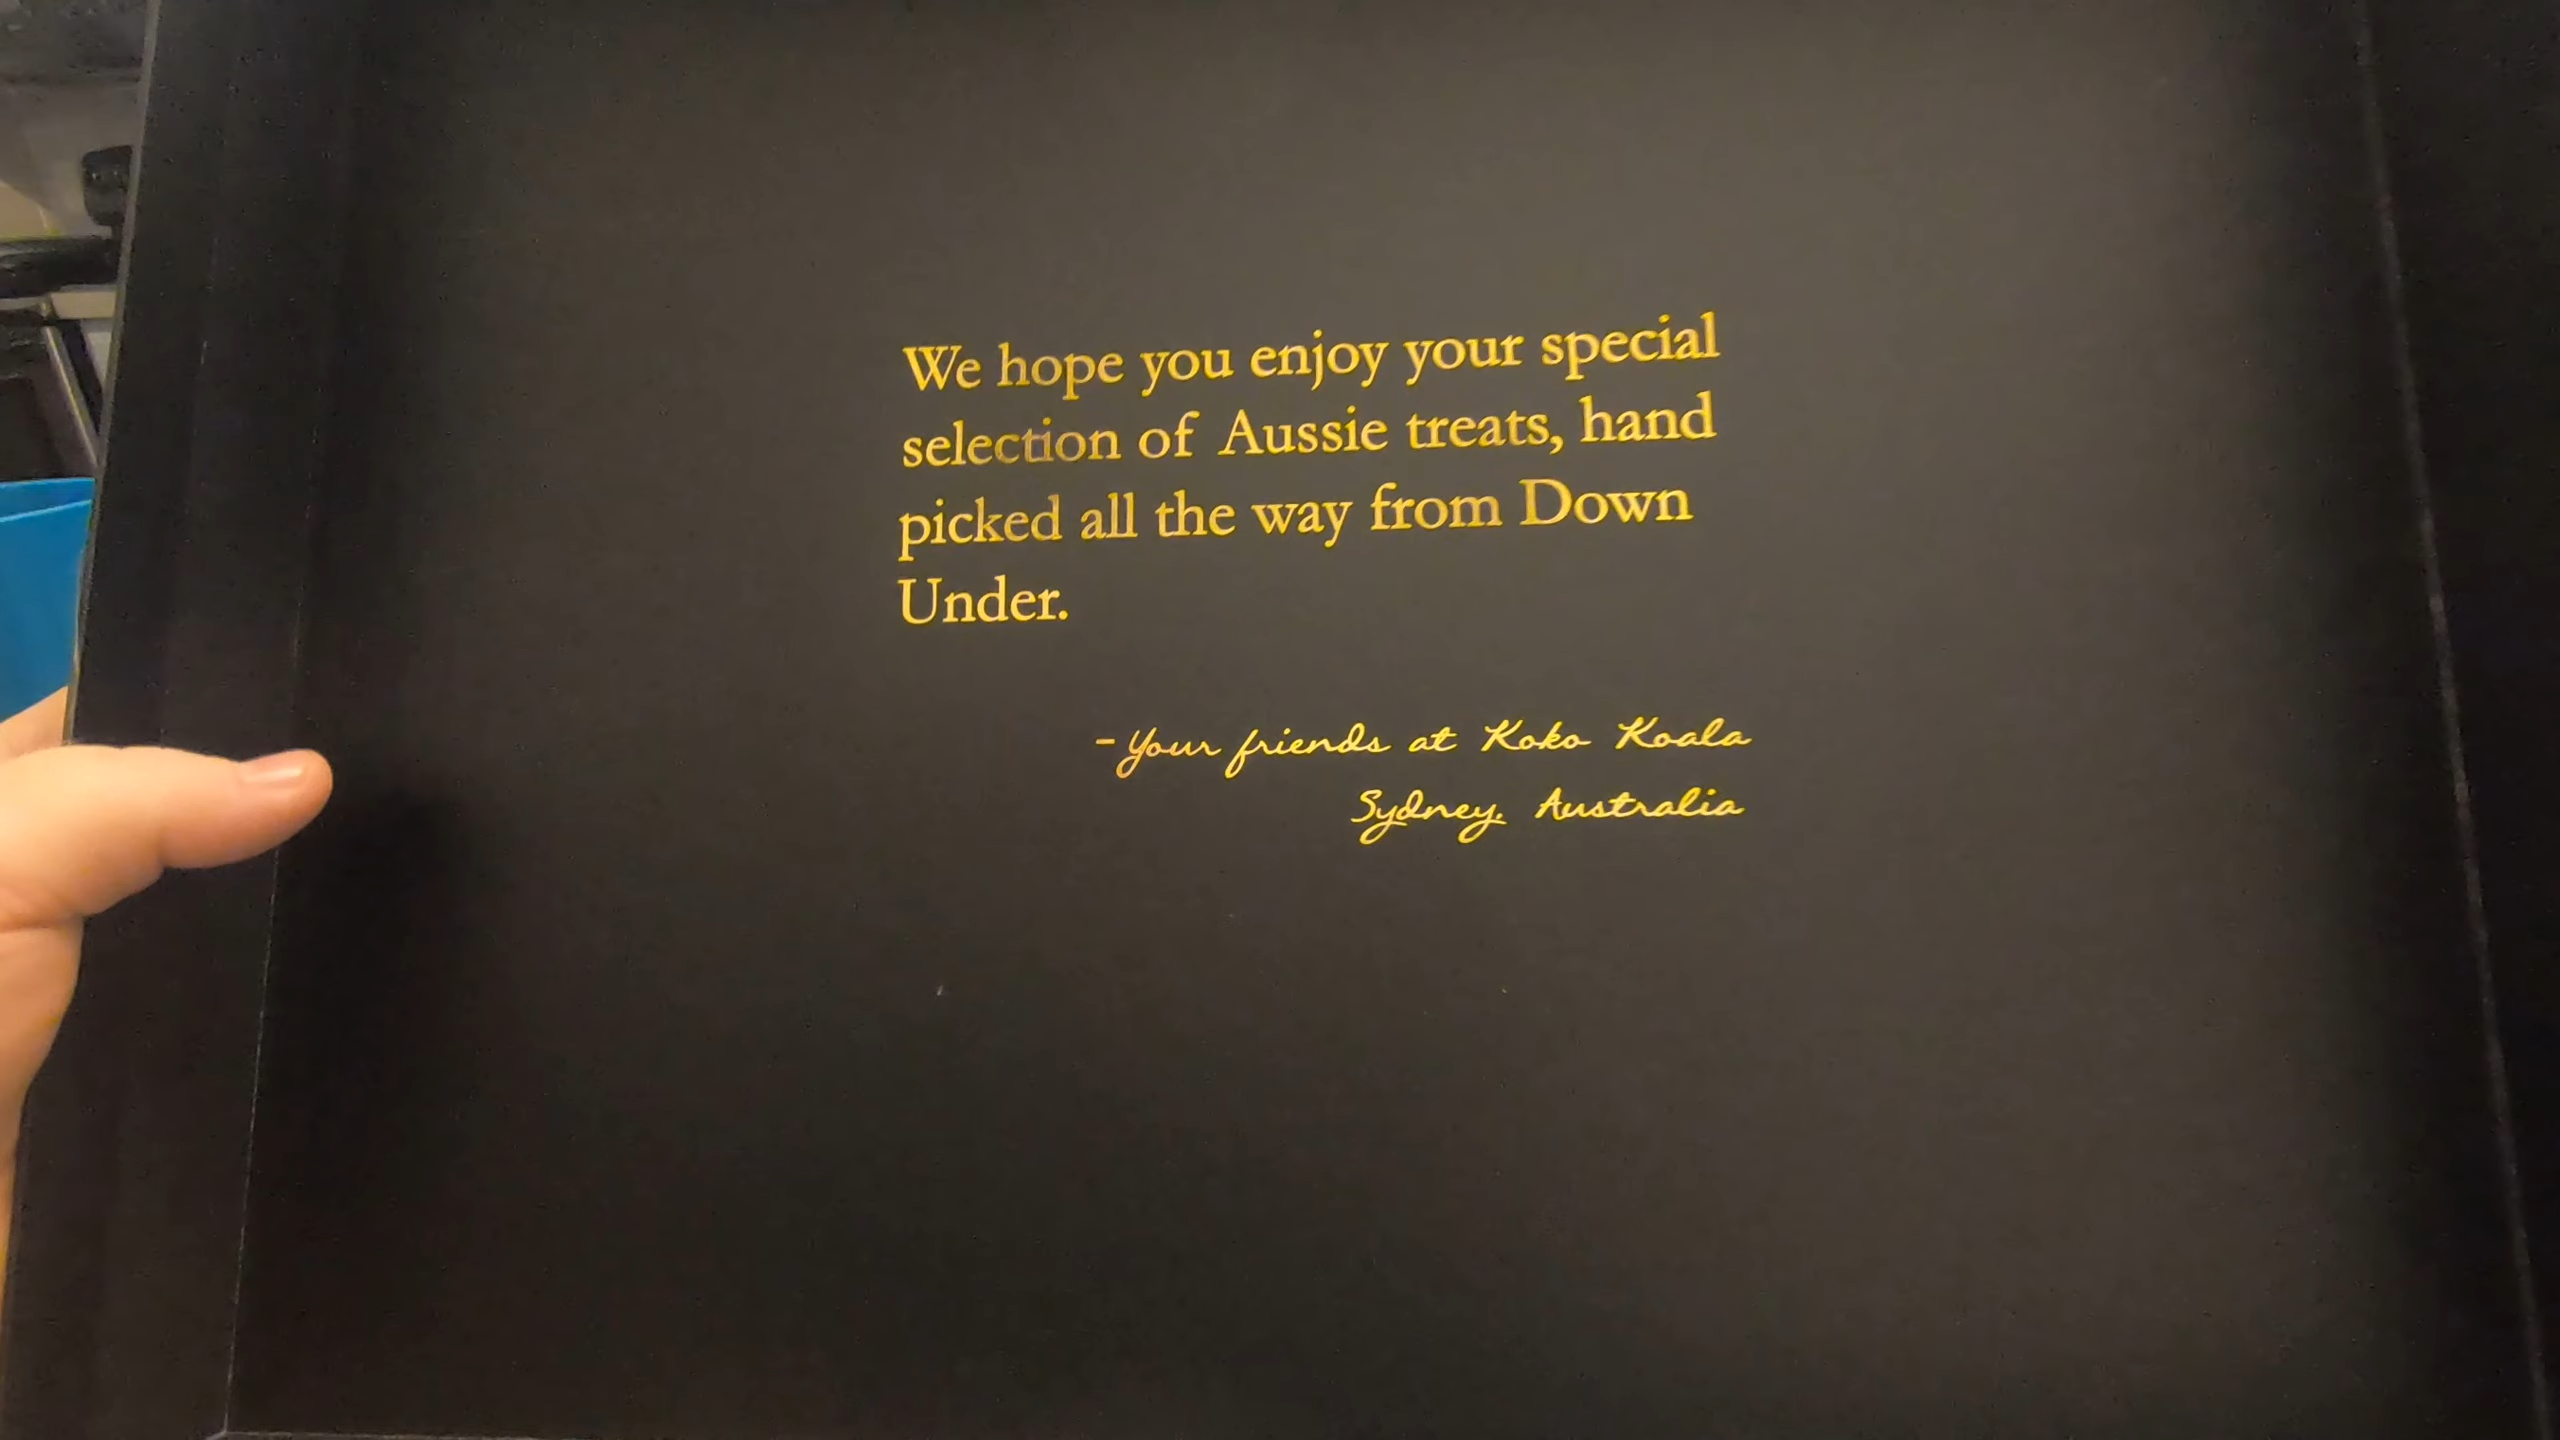 We hope you enjoy your special
selection of Aussie treats, hand
picked all the way from Down
Under.
- Your friends at Koko Koala
Sydney, Australia